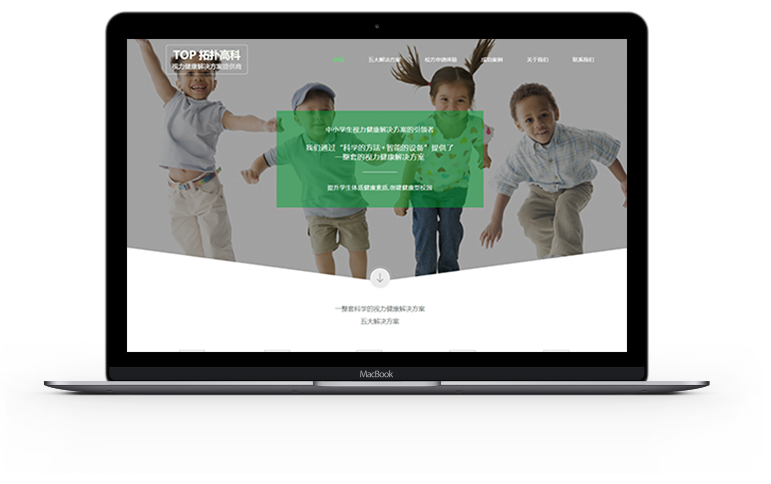 TOP 拓扑高科
视力健康解决方案提供商
五大解决方案
校方申请体验
成功案例
关于我们
联系我们
中小学生视力健康解决方案的引领者
我们通过“科学的方法+智能的设备”提供了
一整套的视力健康解决方案
提升学生体质健康素质,创建健康型校园
一整套科学的视力健康解决方案
五大解决方案
MacBook